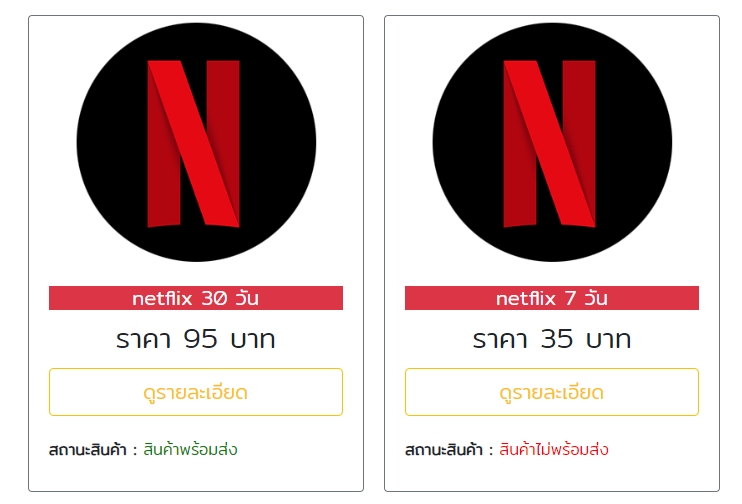 netflix 30 วัน
ราคา 95 บาท
ดูรายละเอียด
สถานะสินค้า : สินค้าพร้อมส่ง
netflix 7 วัน
ราคา 35 บาท
ดูรายละเอียด
สถานะสินค้า : สินค้าไม่พร้อมส่ง